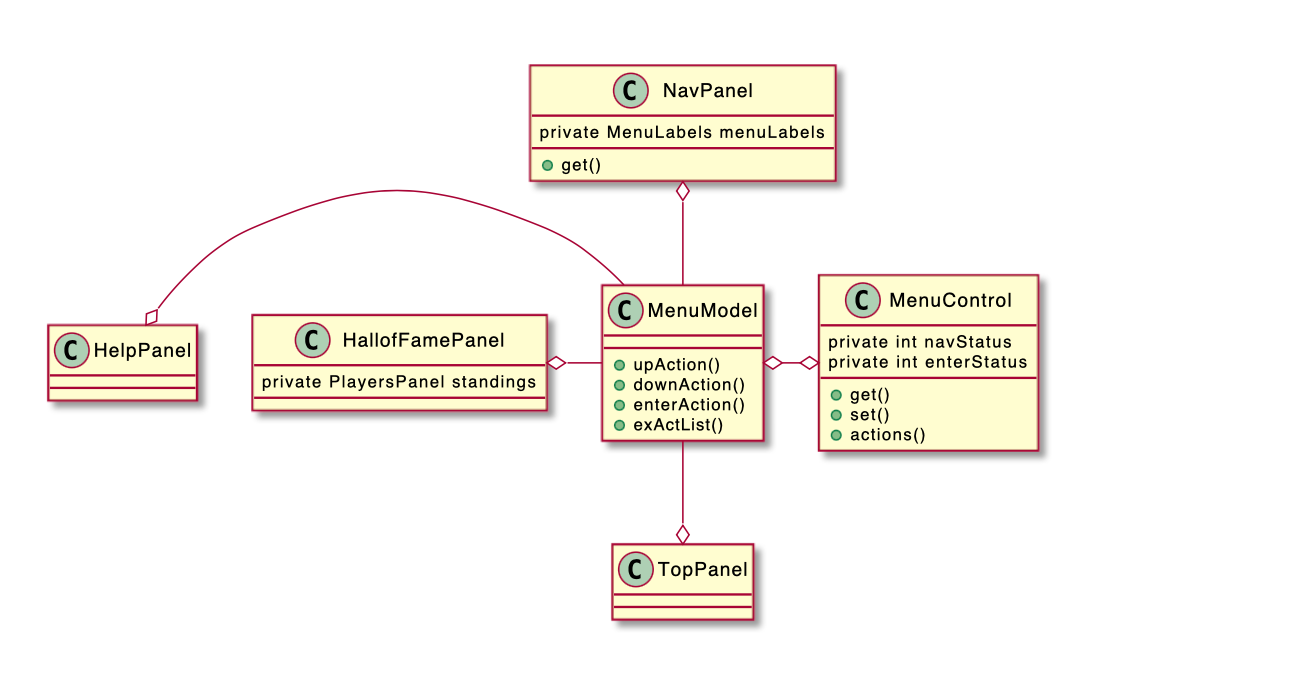 C NavPanel
private MenuLabels menuLabels
get()
C HelpPanel
C HallofFamePanel
private PlayersPanel standings
C MenuModel
upAction()
downAction()
enterAction()
exActList()
C MenuControl
private int navStatus
private int enterStatus
get()
set()
actions()
C TopPanel